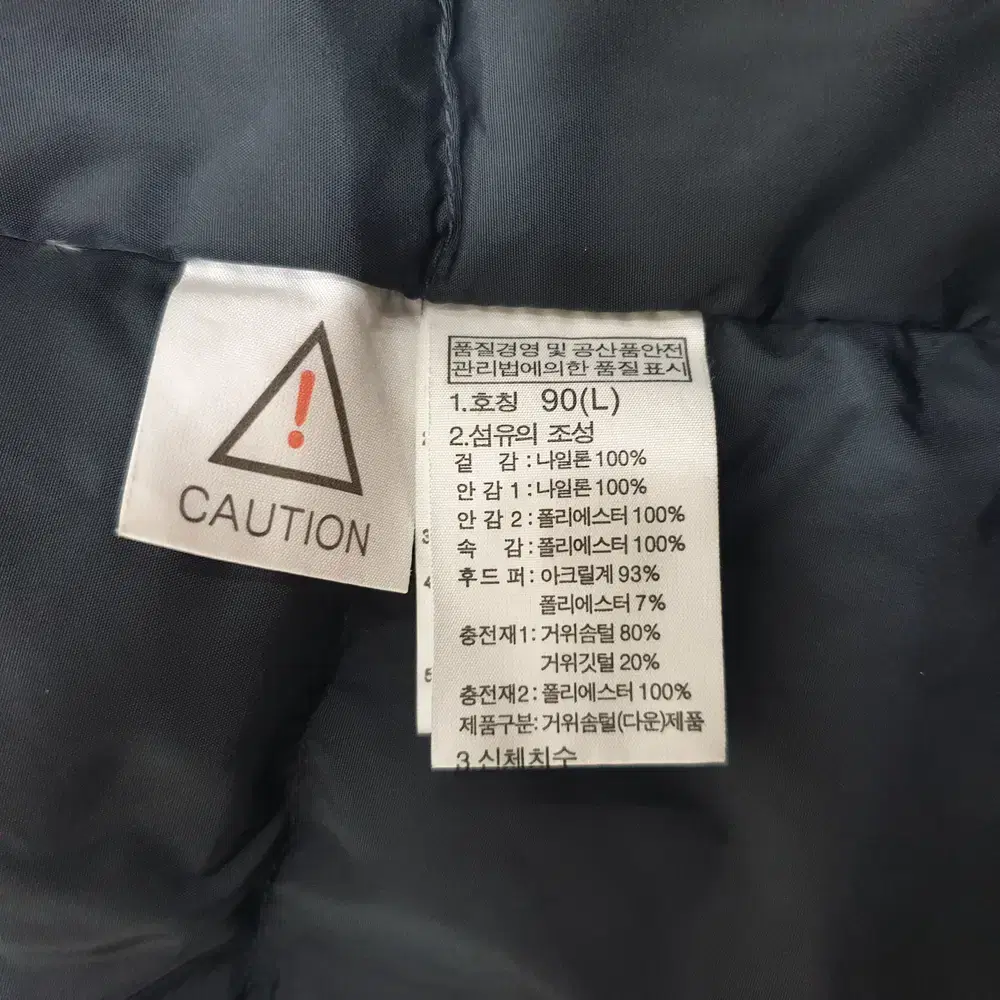 CAUTION
품질경영 및 공산품안전
관리법에의한 품질표시
1.호칭 90(L)
2.섬유의 조성
겉 감 : 나일론 100%
안 감 1 : 나일론 100%
안 감 2 : 폴리에스터 100%
속 감 : 폴리에스터 100%
후드 퍼 : 아크릴계 93%
폴리에스터 7%
충전재1 : 거위솜털 80%
거위깃털 20%
충전재2 : 폴리에스터 100%
제품구분: 거위솜털(다운)제품
3.신체치수